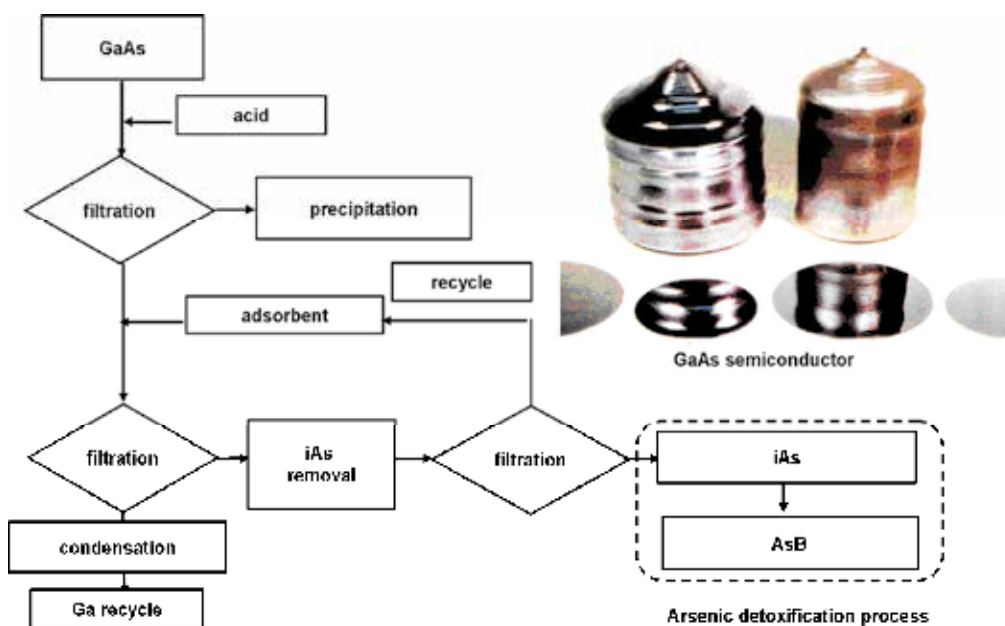 GaAs
acid
filtration
precipitation
recycle
adsorbent
GaAs semiconductor
filtration
iAs
removal
filtration
iAs
AsB
condensation
Ga recycle
Arsenic detoxification process